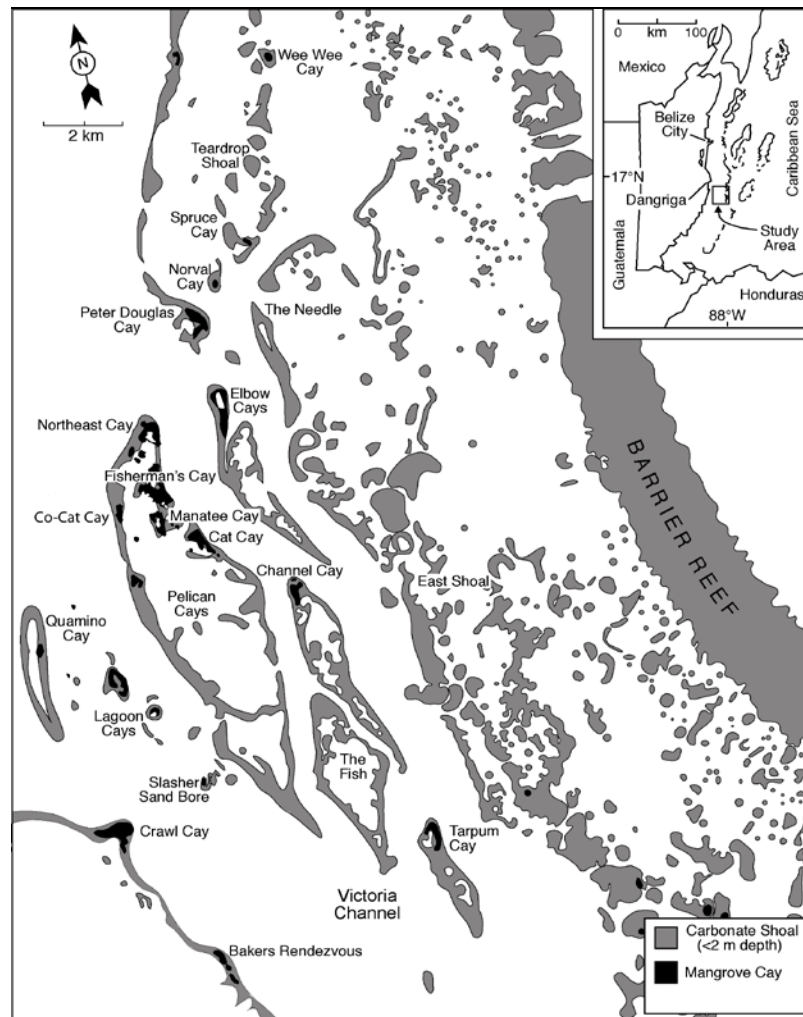 N
2 km
Wee Wee
Cay
Teardrop
Shoal
Spruce
Cay
Norval
Cay
Peter Douglas
Cay
The Needle
Elbow
Cays
Northeast Cay
Fisherman's Cay
Co-Cat Cay
Manatee Cay
Cat Cay
Channel Cay
East Shoal
Pelican
Cays
Quamino
Cay
Lagoon
Cays
The
Fish
Slasher
Sand Bore
Crawl Cay
Tarpum
Cay
Victoria
Channel
Bakers Rendezvous
BARRIER REEF
0 100
km
Mexico
Belize
City
Caribbean Sea
17°N
Dangriga
Study
Area
Guatemala
Honduras
88°W
Carbonate Shoal
(<2 m depth)
Mangrove Cay